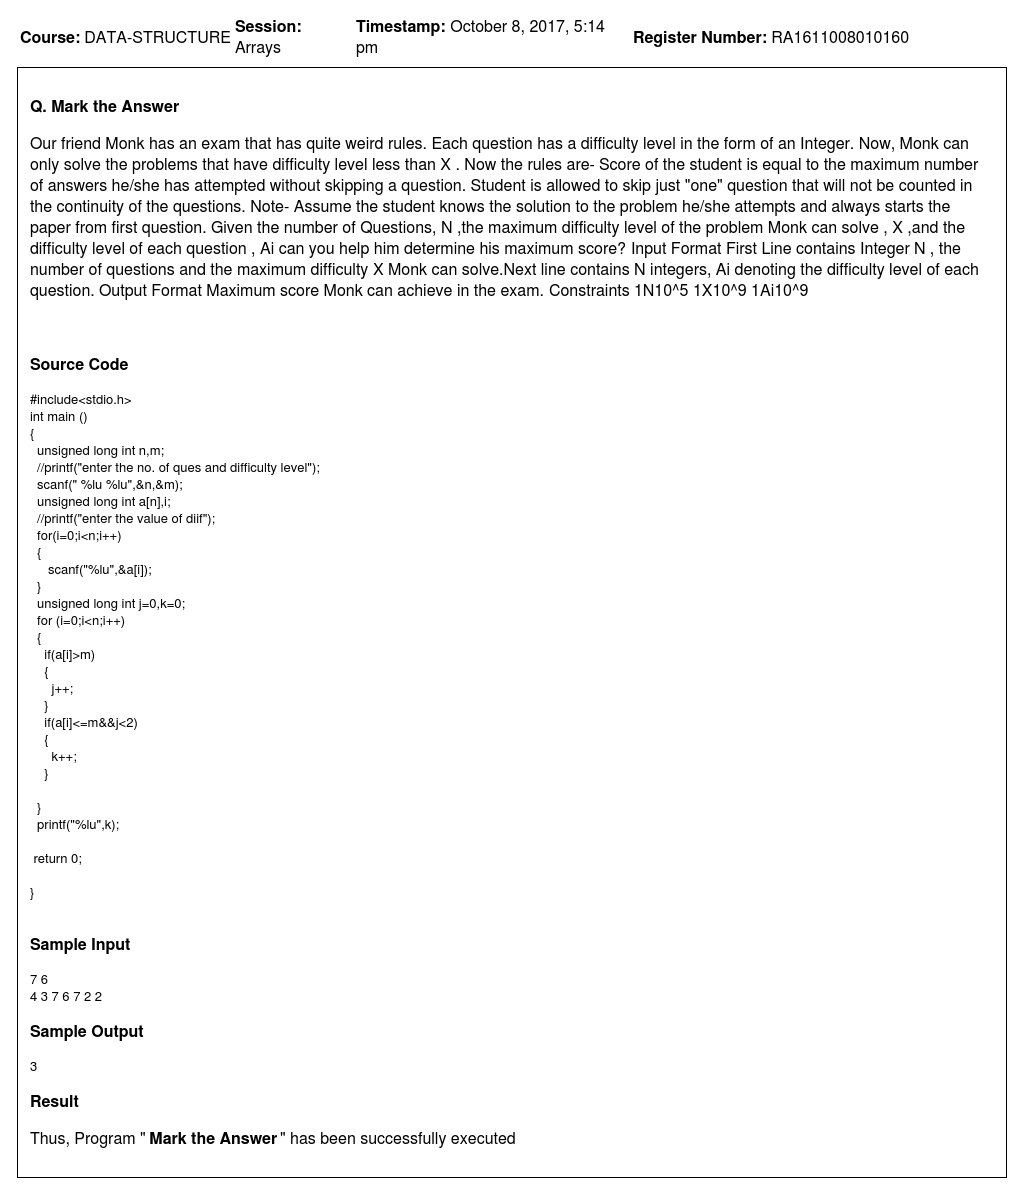 Course: DATA-STRUCTURE Session: Arrays Timestamp: October 8, 2017, 5:14 pm Register Number: RA1611008010160
Q. Mark the Answer
Our friend Monk has an exam that has quite weird rules. Each question has a difficulty level in the form of an Integer. Now, Monk can
only solve the problems that have difficulty level less than X . Now the rules are- Score of the student is equal to the maximum number
of answers he/she has attempted without skipping a question. Student is allowed to skip just "one" question that will not be counted in
the continuity of the questions. Note- Assume the student knows the solution to the problem he/she attempts and always starts the
paper from first question. Given the number of Questions, N ,the maximum difficulty level of the problem Monk can solve , X ,and the
difficulty level of each question , Ai can you help him determine his maximum score? Input Format First Line contains Integer N , the
number of questions and the maximum difficulty X Monk can solve.Next line contains N integers, Ai denoting the difficulty level of each
question. Output Format Maximum score Monk can achieve in the exam. Constraints 1N10^5 1X10^9 1Ai10^9
Source Code
#include<stdio.h>
int main ()
{
unsigned long int n,m;
//printf("enter the no. of ques and difficulty level");
scanf(" %lu %lu",&n,&m);
unsigned long int a[n],i;
//printf("enter the value of diif");
for(i=0;i<n;i++)
{
scanf("%lu",&a[i]);
}
unsigned long int j=0,k=0;
for (i=0;i<n;i++)
{
if(a[i]>m)
{
j++;
}
if(a[i]<=m&&j<2)
{
k++;
}
}
printf("%lu",k);
return 0;
}
Sample Input
7 6
4 3 7 6 7 2 2
Sample Output
3
Result
Thus, Program " Mark the Answer " has been successfully executed